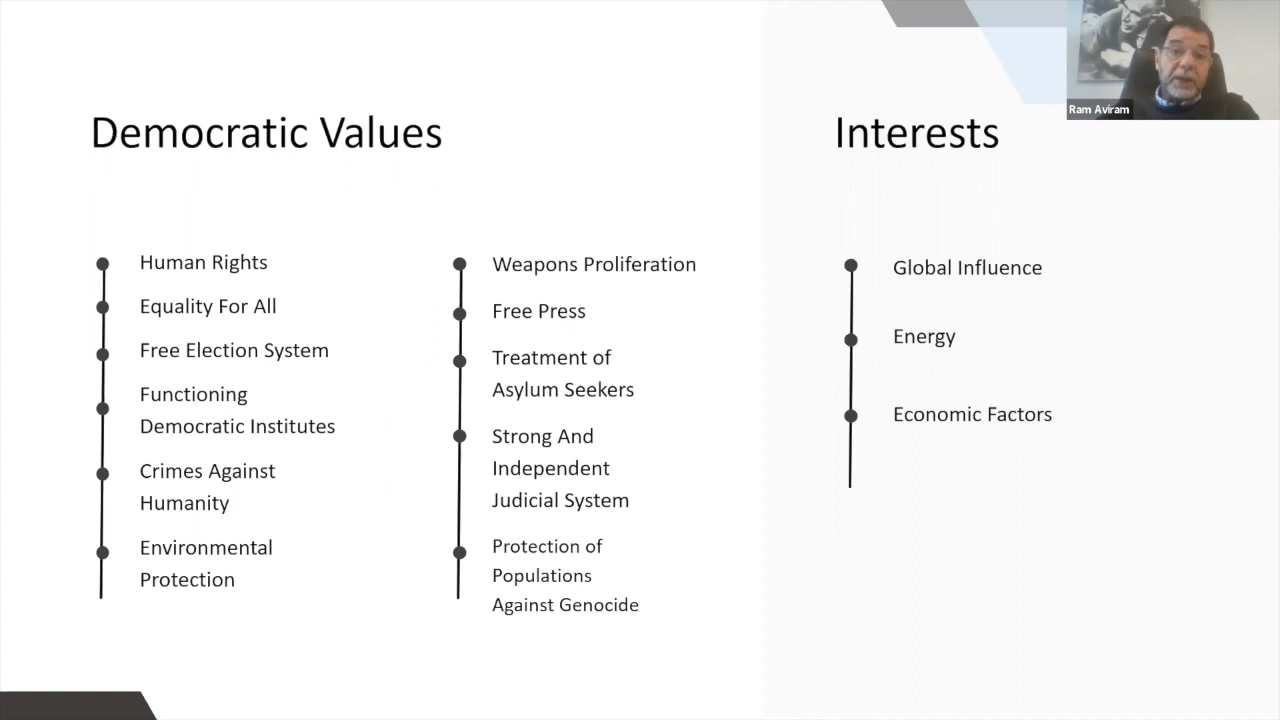 Ram Aviram
Democratic Values
Human Rights
Equality For All
Free Election System
Functioning
Democratic Institutes
Crimes Against
Humanity
Environmental
Protection
Weapons Proliferation
Free Press
Treatment of
Asylum Seekers
Strong And
Independent
Judicial System
Protection of
Populations
Against Genocide
Interests
Global Influence
Energy
Economic Factors